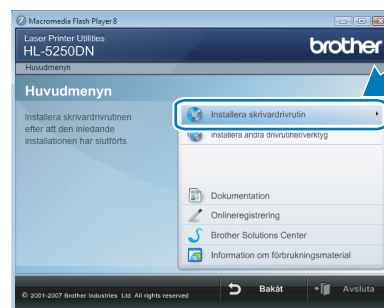 Macromedia Flash Player 8
Laser Printer Utilities
HL-5250DN
brother
Huvudmenyn
Huvudmenyn
Installera skrivardrivrutinen
efter att den inledande
installationen har slutförts.
Installera skrivardrivrutin
Installera andra drivrutiner/verktyg
Dokumentation
Onlineregistrering
Brother Solutions Center
Information om förbrukningsmaterial
© 2001-2007 Brother Industries Ltd. All rights reserved
Bakåt
Avsluta